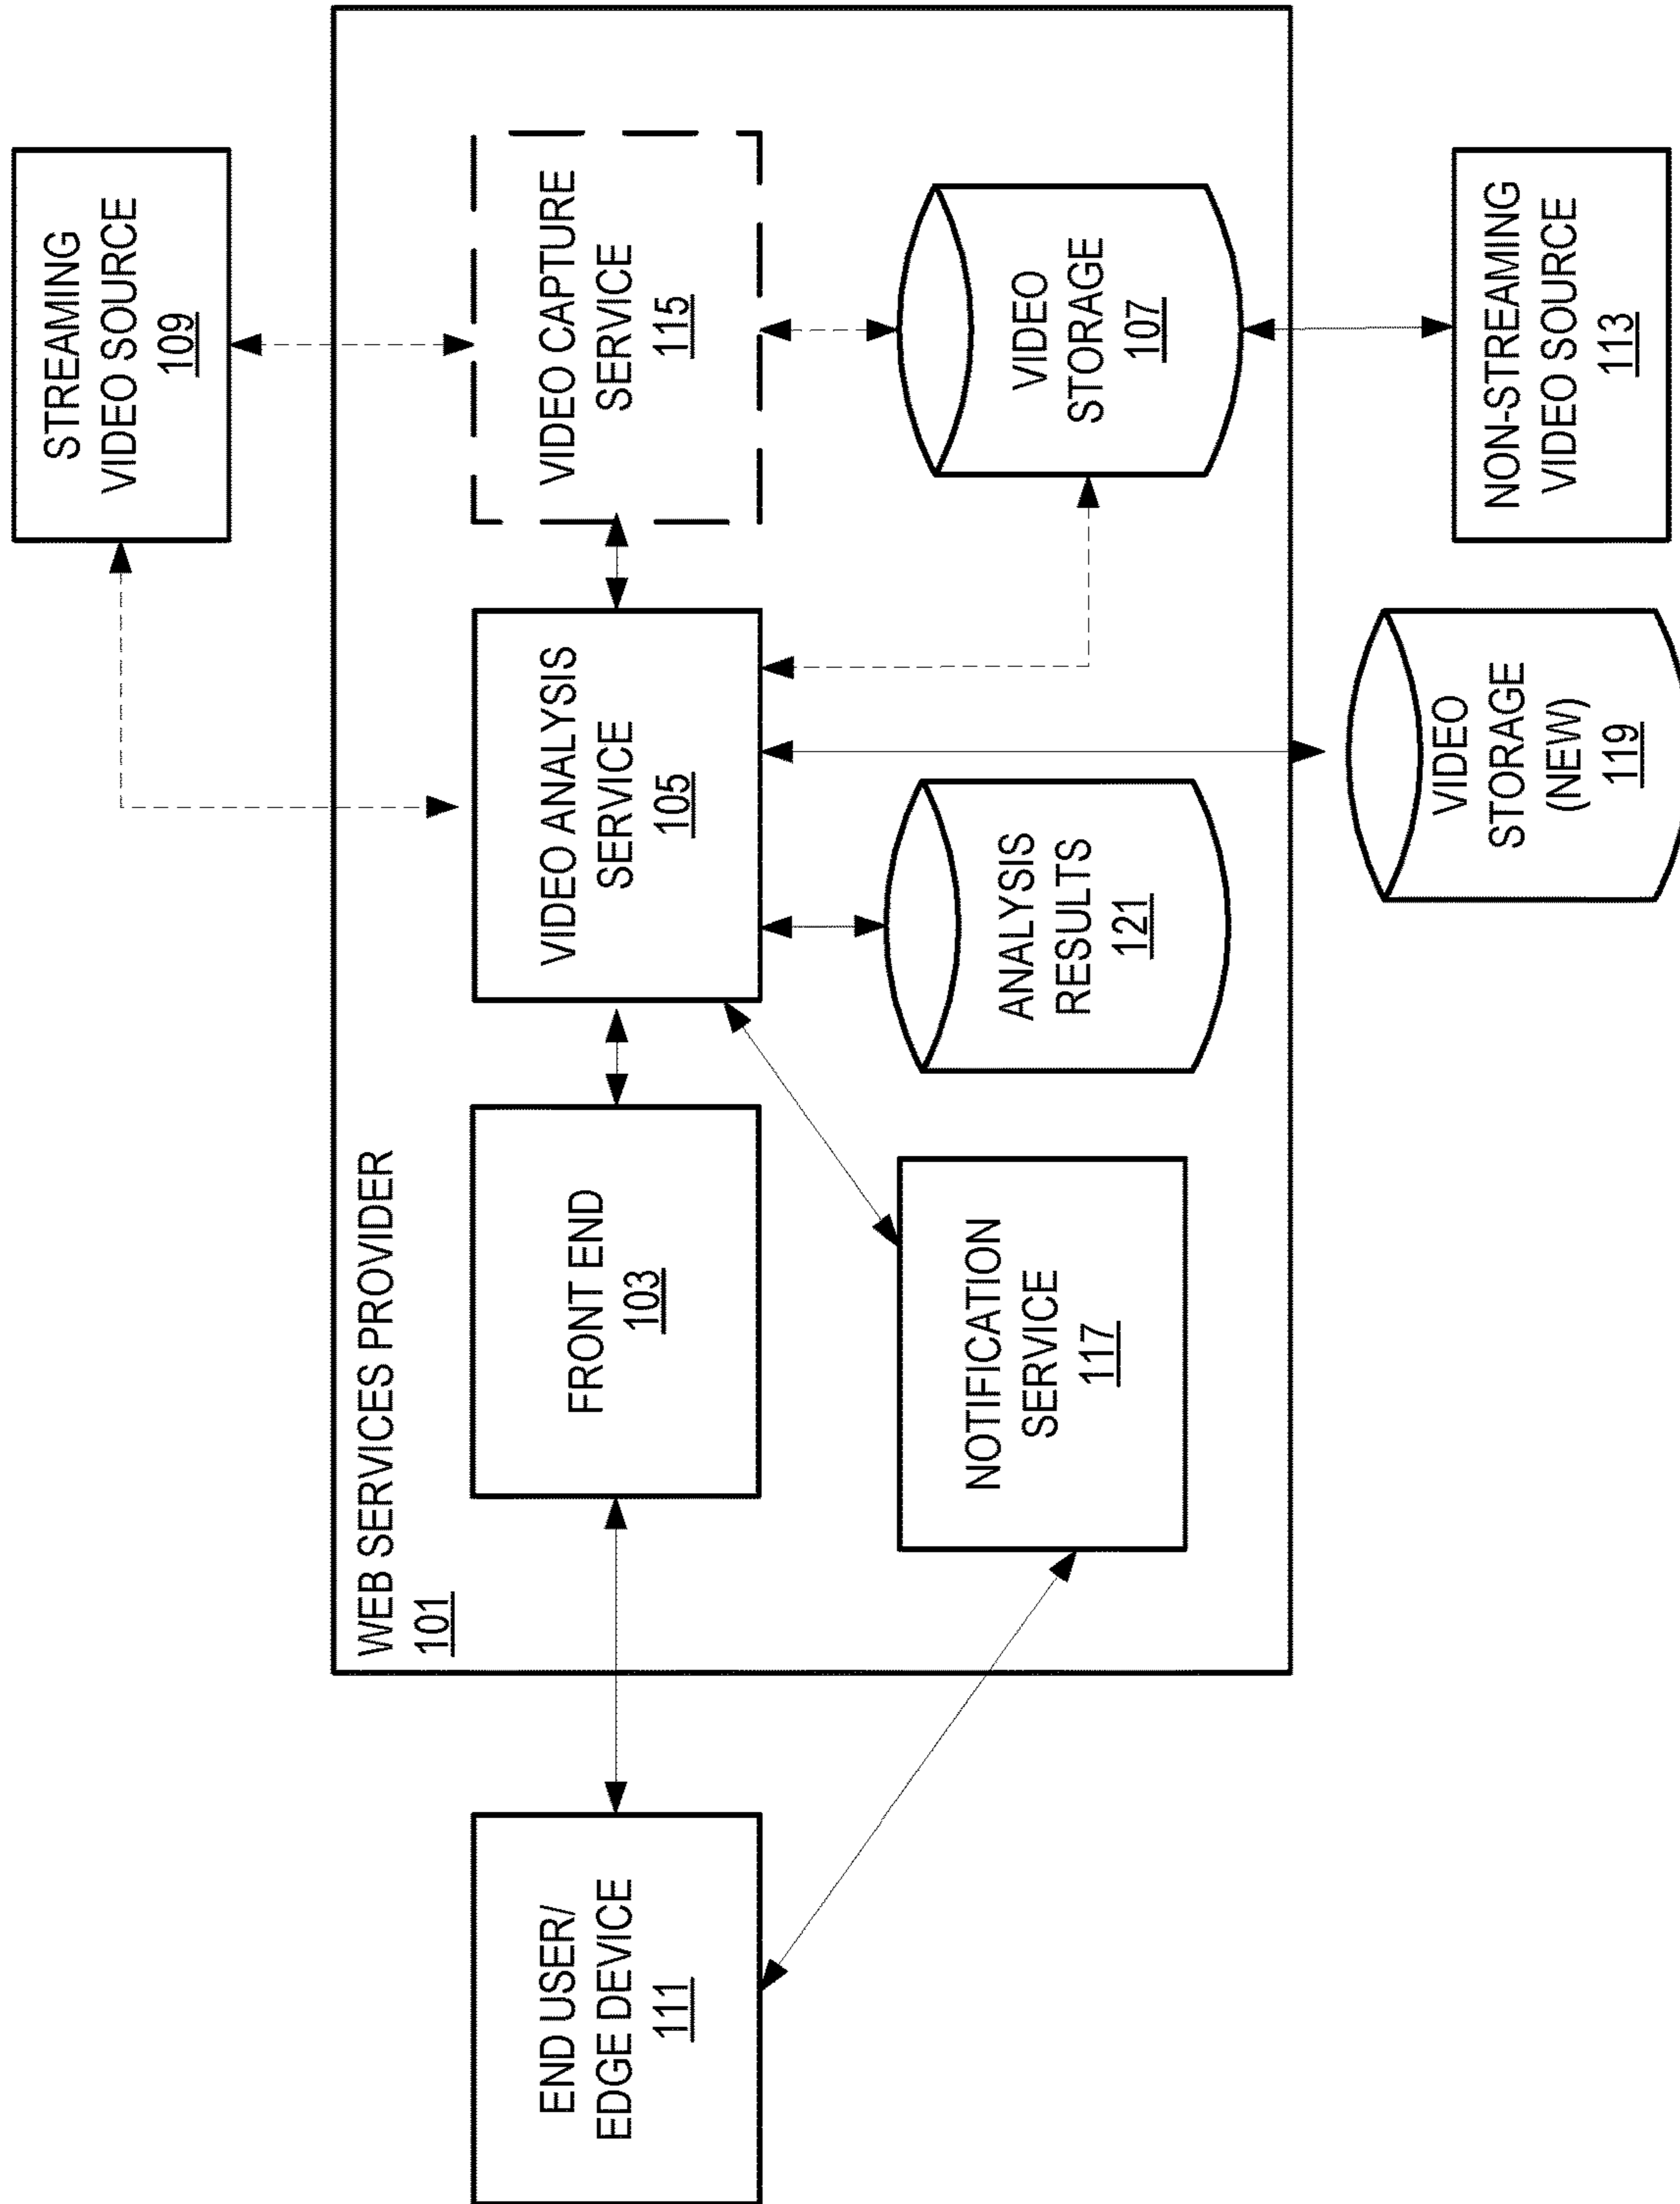 STREAMING
VIDEO SOURCE
109
WEB SERVICES PROVIDER
101
END USER/
EDGE DEVICE
111
FRONT END
103
VIDEO ANALYSIS
SERVICE
105
VIDEO CAPTURE
SERVICE
115
NOTIFICATION
SERVICE
117
ANALYSIS
RESULTS
121
VIDEO
STORAGE
107
VIDEO
STORAGE
(NEW)
119
NON-STREAMING
VIDEO SOURCE
113